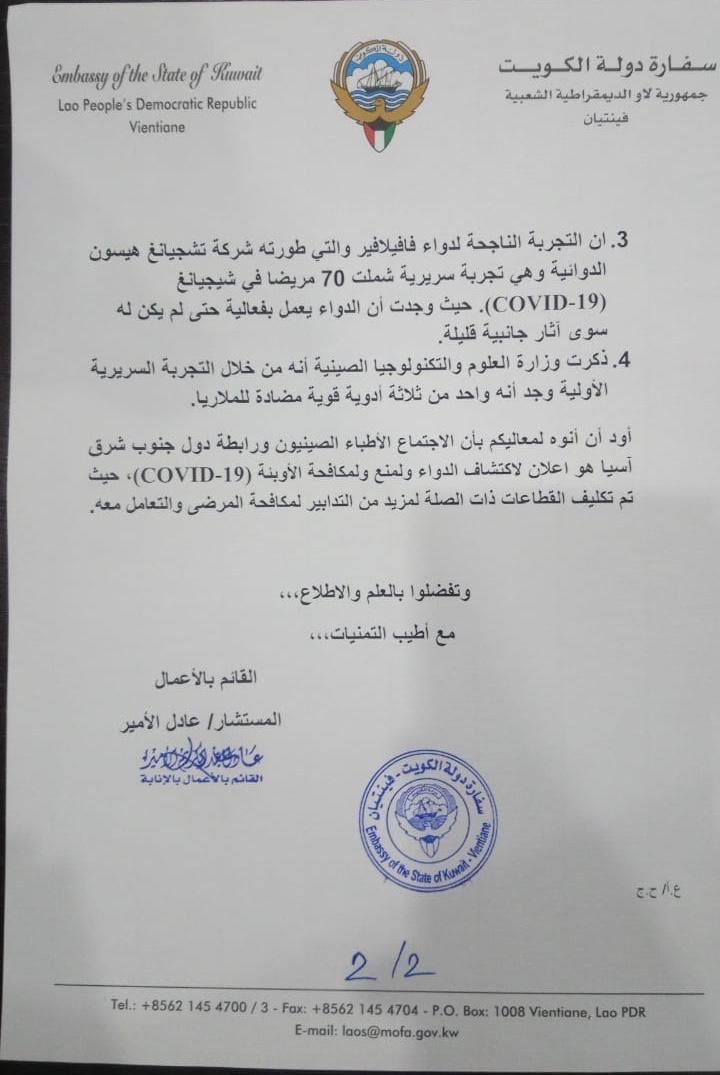 Embassy of the State of Kuwait
Lao People's Democratic Republic
Vientiane
سفارة دولة الكويت
جمهورية لاو الديمقراطية الشعبية
فينتيان
دولة الكويت
3. ان التجربة الناجحة لدواء فافيلافير والتي طورته شركة تشجيانغ هيسون
الدوائية وهي تجربة سريرية شملت 70 مريضا في شيجيانغ
(COVID-19). حيث وجدت أن الدواء يعمل بفعالية حتى لم يكن له
سوى آثار جانبية قليلة.
4. ذكرت وزارة العلوم والتكنولوجيا الصينية أنه من خلال التجربة السريرية
الأولية وجد أنه واحد من ثلاثة أدوية قوية مضادة للملاريا.
أود أن أنوه لمعاليكم بأن الاجتماع الأطباء الصينيون ورابطة دول جنوب شرق
آسيا هو اعلان لاكتشاف الدواء ولمنع ولمكافحة الأوبئة (COVID-19)، حيث
تم تكليف القطاعات ذات الصلة لمزيد من التدابير لمكافحة المرضى والتعامل معه.
وتفضلوا بالعلم والاطلاع،،،
مع أطيب التمنيات،،،
القائم بالأعمال
المستشار/ عادل الأمير
القائم بالأعمال بالإنابة
سفارة دولة الكويت - فينتيان
Embassy of the State of Kuwait - Vientiane
ع.أ/ ح.ج
2/2
Tel.: +8562 145 4700 / 3 - Fax: +8562 145 4704 - P.O. Box: 1008 Vientiane, Lao PDR
E-mail: laos@mofa.gov.kw